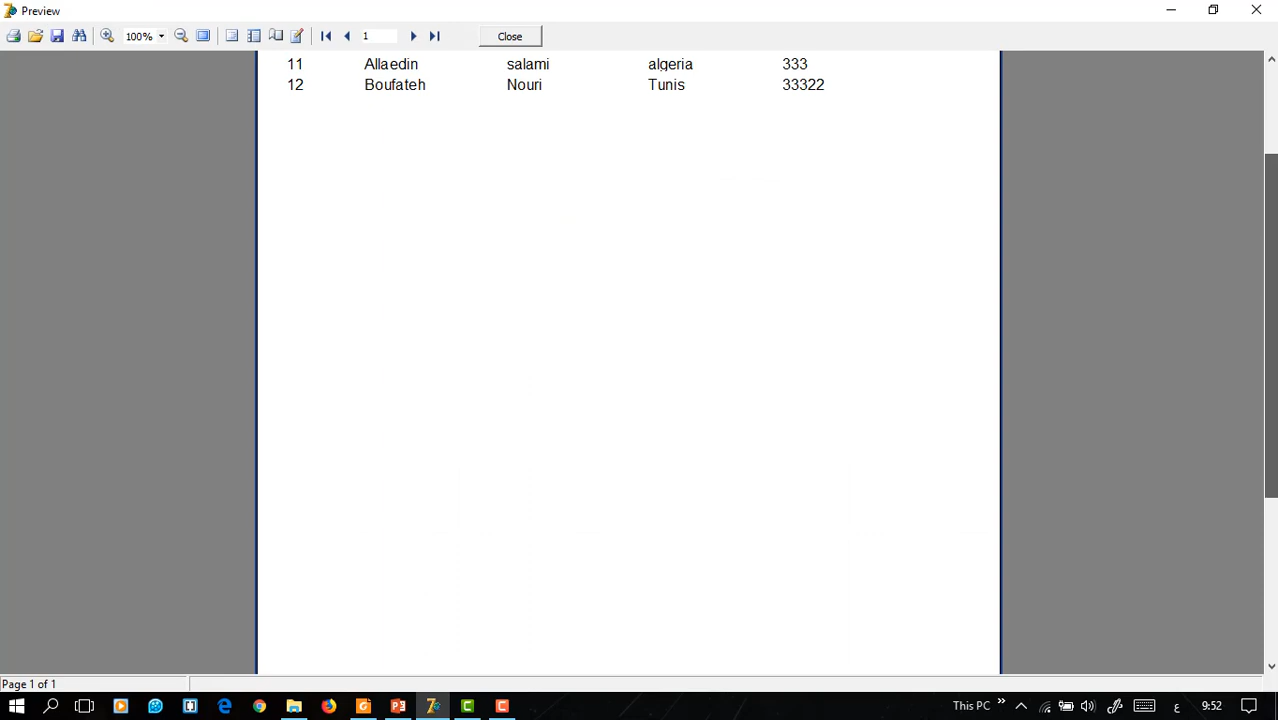 Preview
100% 1 Close
11 Allaedin salami algeria 333
12 Boufateh Nouri Tunis 33322
Page 1 of 1
This PC » ع 9:52